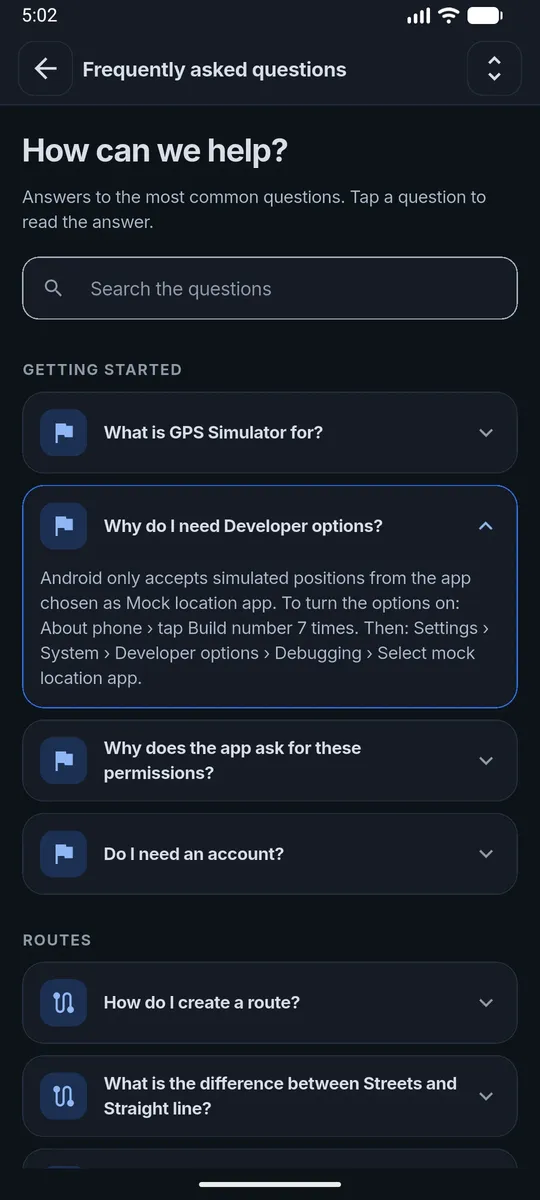 5:02
Frequently asked questions
How can we help?
Answers to the most common questions. Tap a question to
read the answer.
Search the questions
GETTING STARTED
What is GPS Simulator for?
Why do I need Developer options?
Android only accepts simulated positions from the app
chosen as Mock location app. To turn the options on:
About phone › tap Build number 7 times. Then: Settings ›
System › Developer options › Debugging › Select mock
location app.
Why does the app ask for these
permissions?
Do I need an account?
ROUTES
How do I create a route?
What is the difference between Streets and
Straight line?